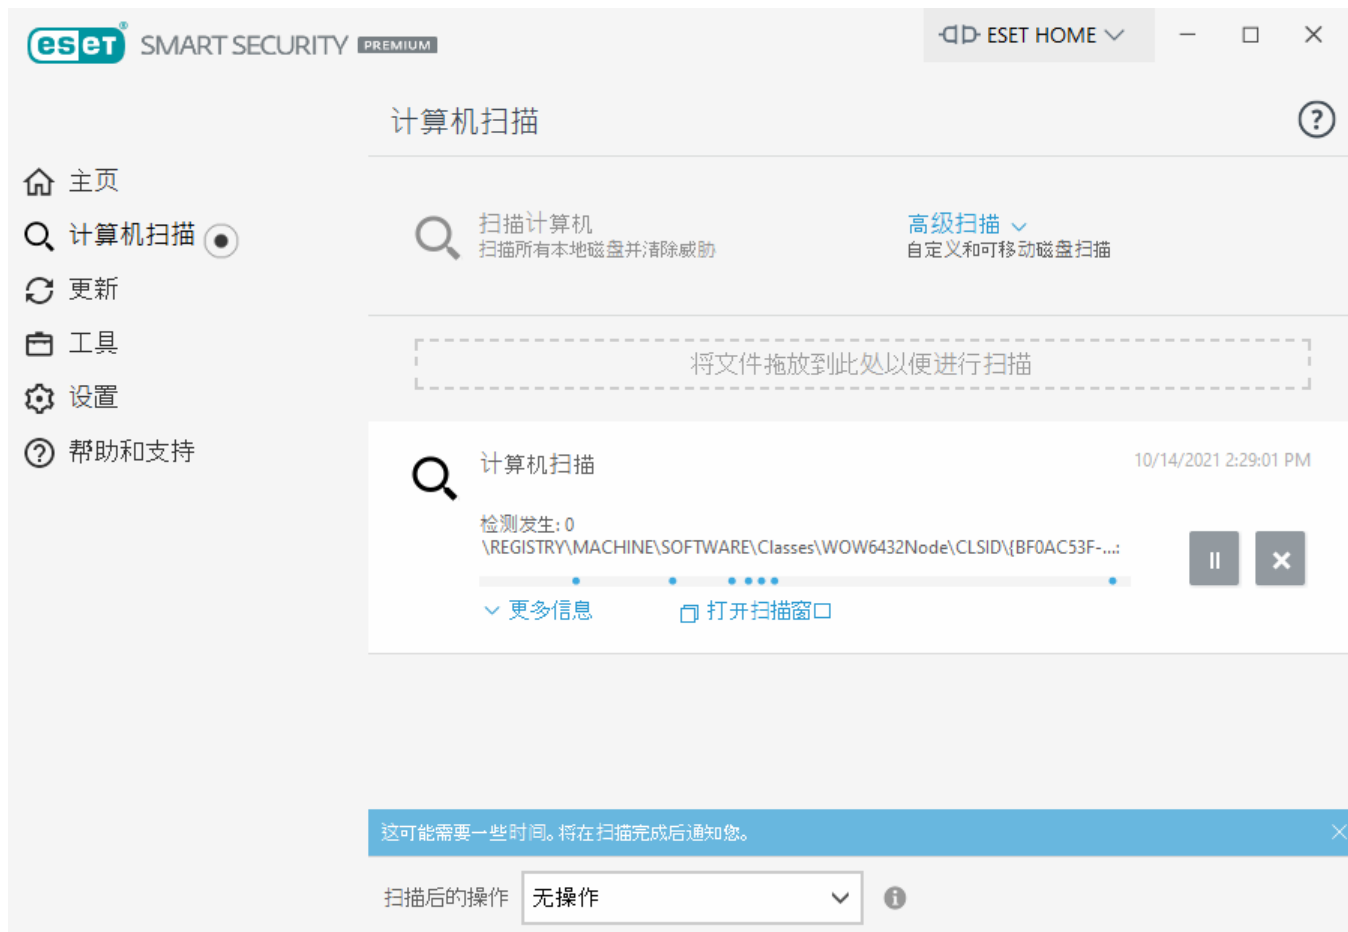 eseT® SMART SECURITY PREMIUM
ESET HOME
计算机扫描
主页
计算机扫描
更新
工具
设置
帮助和支持
扫描计算机
扫描所有本地磁盘并清除威胁
高级扫描
自定义和可移动磁盘扫描
将文件拖放到此处以便进行扫描
计算机扫描
10/14/2021 2:29:01 PM
检测发生: 0
\REGISTRY\MACHINE\SOFTWARE\Classes\WOW6432Node\CLSID\{BF0AC53F-...:
更多信息
打开扫描窗口
这可能需要一些时间。将在扫描完成后通知您。
扫描后的操作 无操作